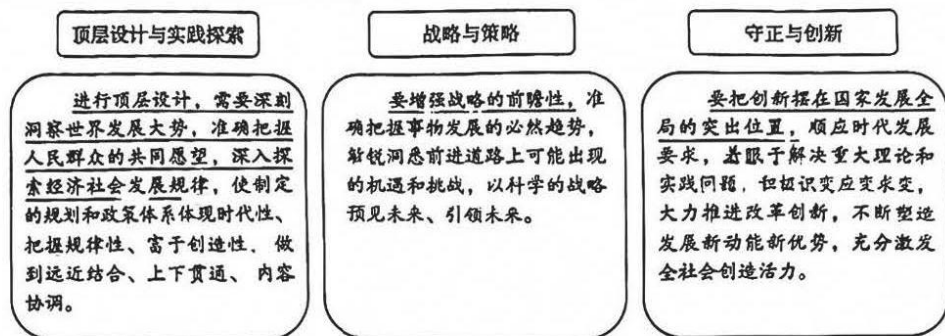 顶层设计与实践探索
进行顶层设计，需要深刻
洞察世界发展大势，准确把握
人民群众的共同愿望，深入探
索经济社会发展规律，使制定
的规划和政策体系体现时代性、
把握规律性、富于创造性，做
到远近结合、上下贯通、内容
协调。
战略与策略
要增强战略的前瞻性，准
确把握事物发展的必然趋势，
敏锐洞悉前进道路上可能出现
的机遇和挑战，以科学的战略
预见未来、引领未来。
守正与创新
要把创新摆在国家发展全
局的突出位置，顺应时代发展
要求，着眼于解决重大理论和
实践问题，积极识变应变求变，
大力推进改革创新，不断塑造
发展新动能新优势，充分激发
全社会创造活力。